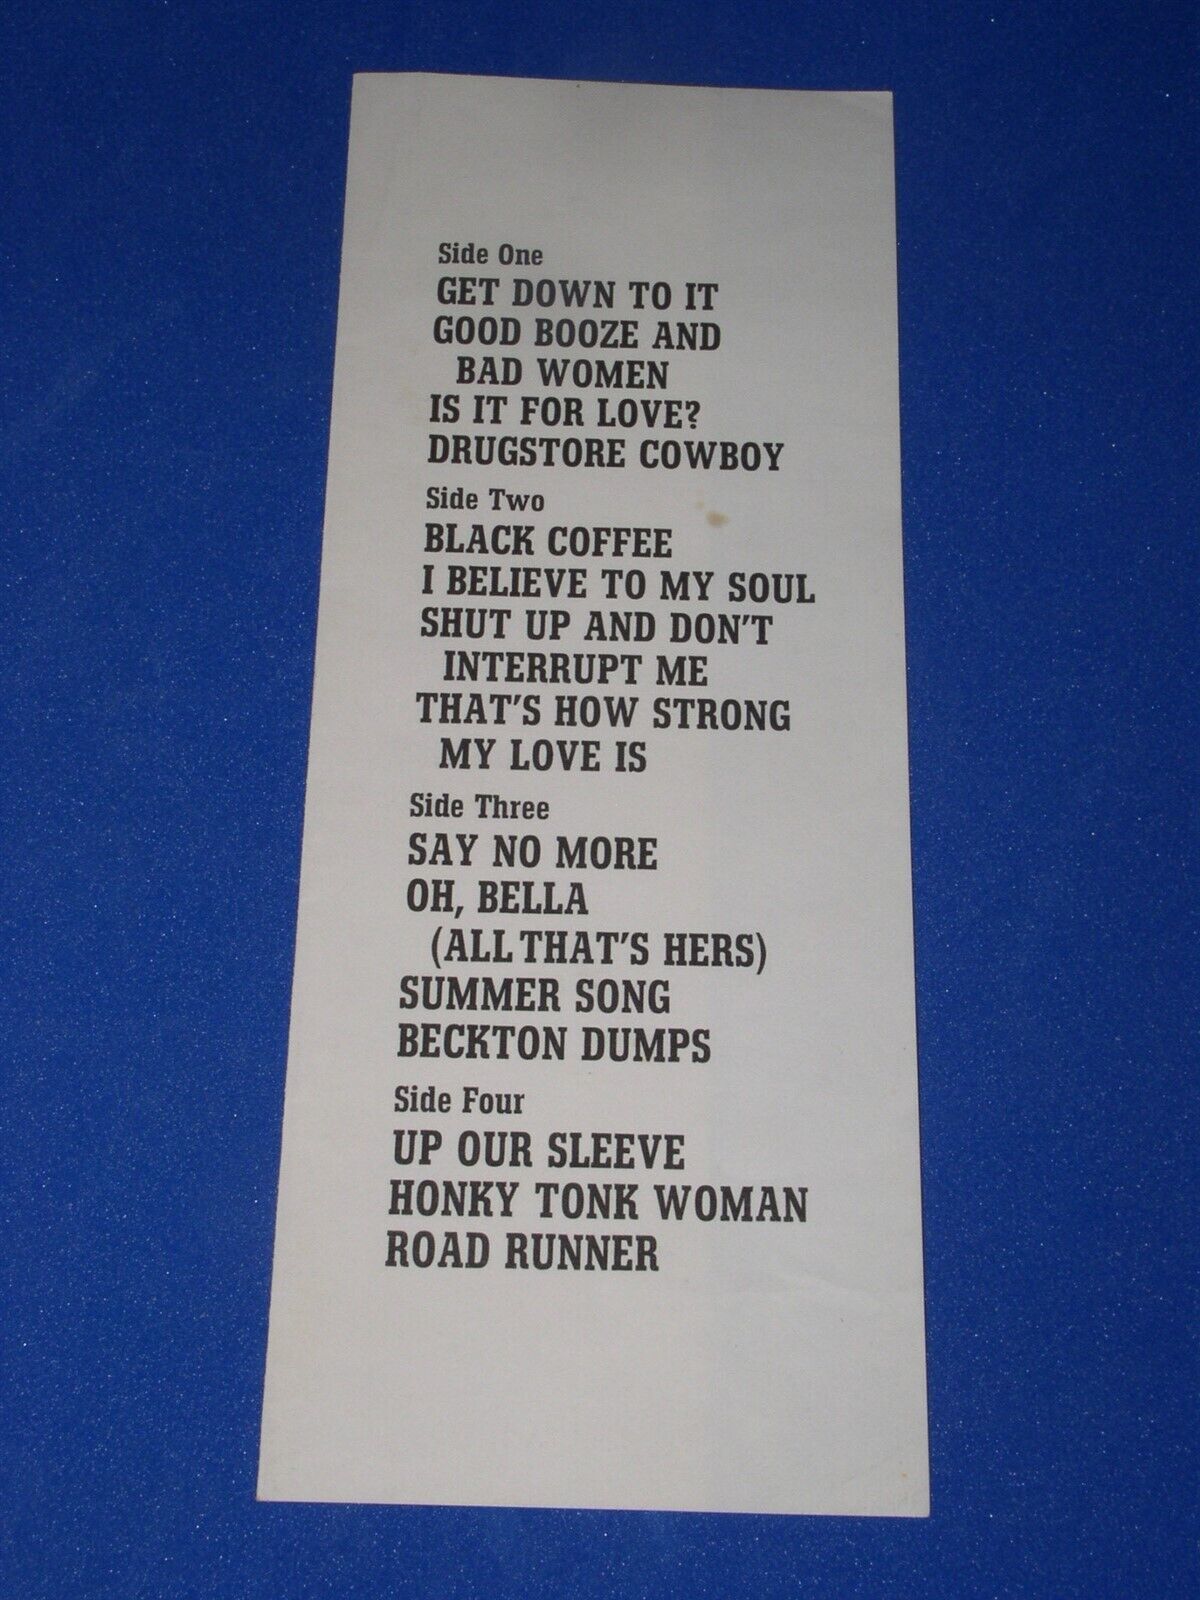 Side One
GET DOWN TO IT
GOOD BOOZE AND
BAD WOMEN
IS IT FOR LOVE?
DRUGSTORE COWBOY
Side Two
BLACK COFFEE
I BELIEVE TO MY SOUL
SHUT UP AND DON'T
INTERRUPT ME
THAT'S HOW STRONG
MY LOVE IS
Side Three
SAY NO MORE
OH, BELLA
(ALL THAT'S HERS)
SUMMER SONG
BECKTON DUMPS
Side Four
UP OUR SLEEVE
HONKY TONK WOMAN
ROAD RUNNER